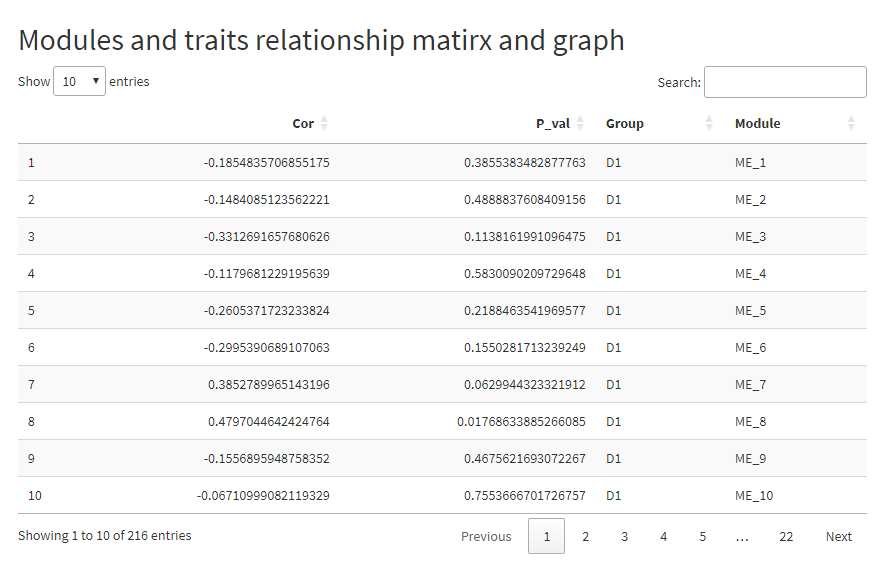 Modules and traits relationship matirx and graph
Show 10 entries Search:
Cor P_val Group Module
1 -0.1854835706855175 0.3855383482877763 D1 ME_1
2 -0.1484085123562221 0.4888837608409156 D1 ME_2
3 -0.3312691657680626 0.1138161991096475 D1 ME_3
4 -0.1179681229195639 0.5830090209729648 D1 ME_4
5 -0.2605371723233824 0.2188463541969577 D1 ME_5
6 -0.2995390689107063 0.1550281713239249 D1 ME_6
7 0.3852789965143196 0.0629944323321912 D1 ME_7
8 0.4797044642424764 0.01768633885266085 D1 ME_8
9 -0.1556895948758352 0.4675621693072267 D1 ME_9
10 -0.06710999082119329 0.7553666701726757 D1 ME_10
Showing 1 to 10 of 216 entries Previous 1 2 3 4 5 … 22 Next